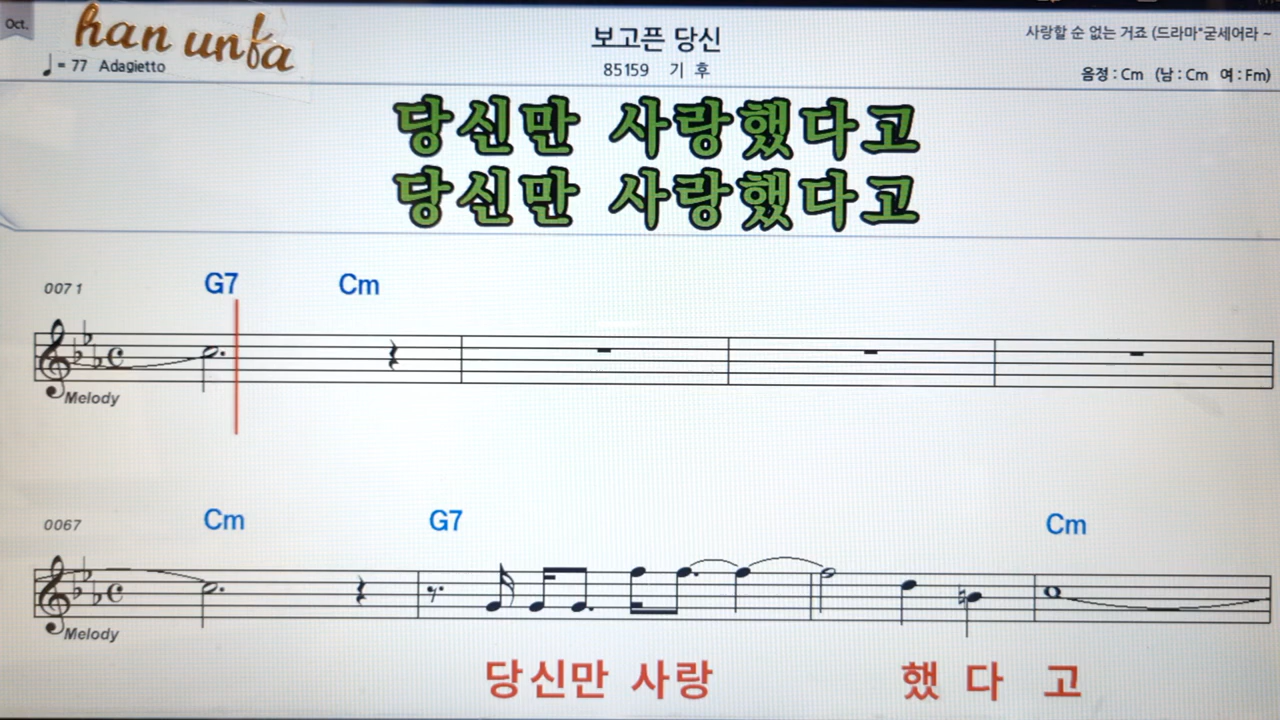 Oct.
han unfa
보고픈 당신
사랑할 순 없는 거죠 (드라마"굳세어라 ~
♩ = 77 Adagietto
85159 기 후
음정 : Cm (남 : Cm 여 : Fm)
당신만 사랑했다고
당신만 사랑했다고
0071 G7 Cm
Melody
0067 Cm G7 Cm
Melody
당신만 사랑 했 다 고